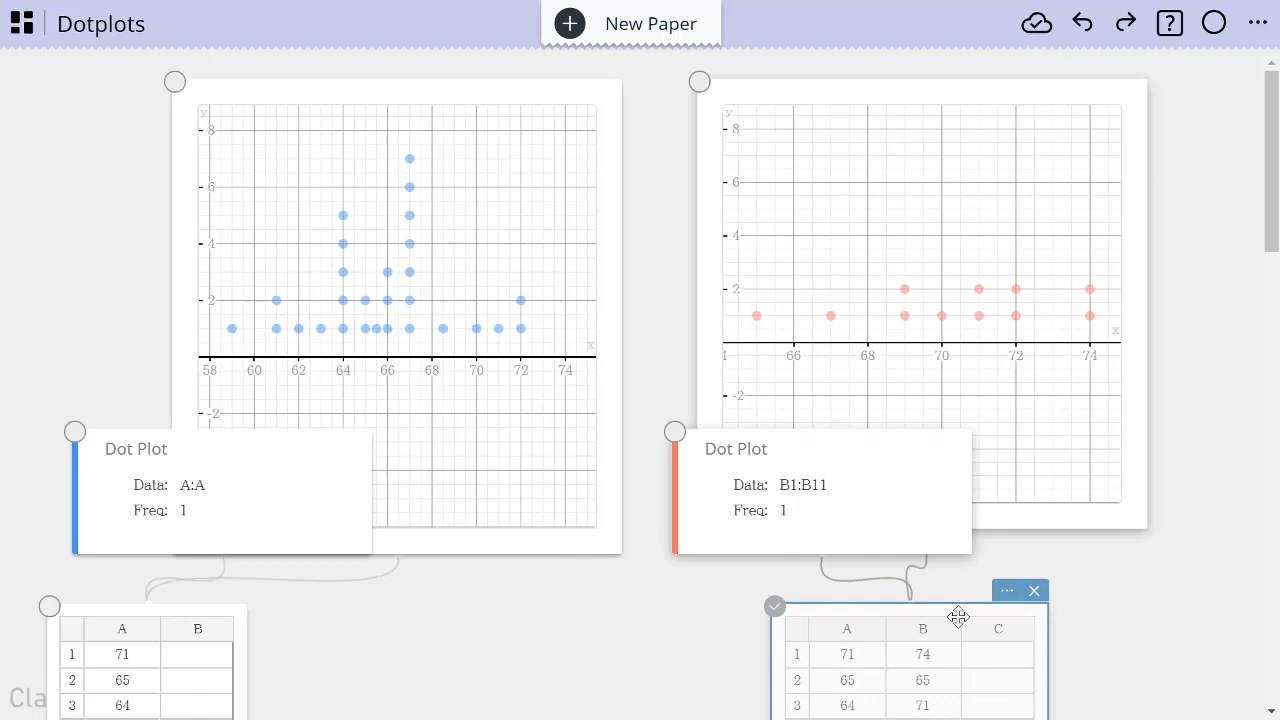 Dotplots
+ New Paper
?
y
8
6
4
2
x
58 60 62 64 66 68 70 72 74
-2
y
8
6
4
2
x
66 68 70 72 74
-2
Dot Plot
Data: A:A
Freq: 1
Dot Plot
Data: B1:B11
Freq: 1
A B
1 71
2 65
3 64
A B C
1 71 74
2 65 65
3 64 71
Cla